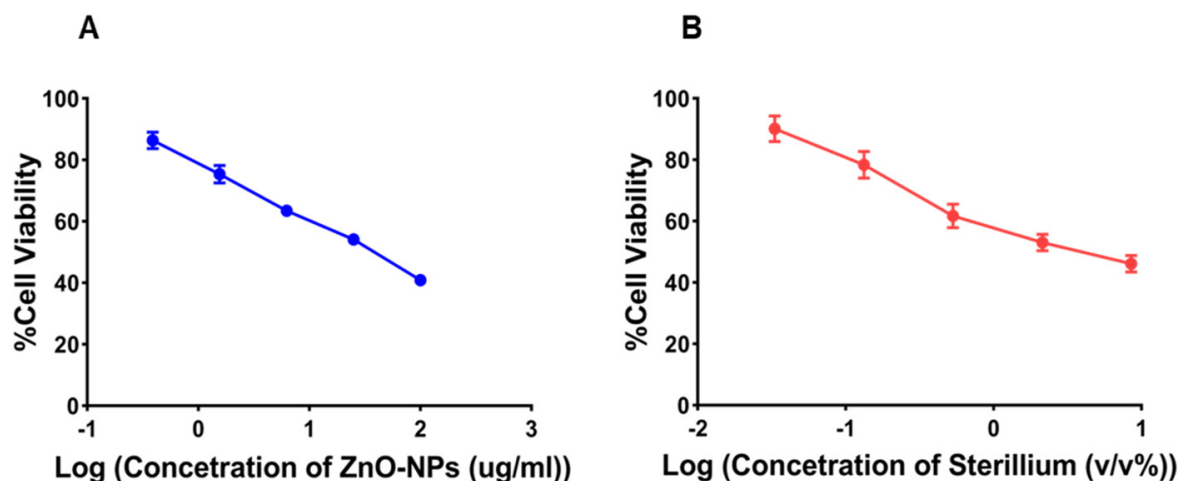 A
100
80
60
40
20
0
%Cell Viability
-1 0 1 2 3
Log (Concetration of ZnO-NPs (ug/ml))
B
100
80
60
40
20
0
%Cell Viability
-2 -1 0 1
Log (Concetration of Sterillium (v/v%))